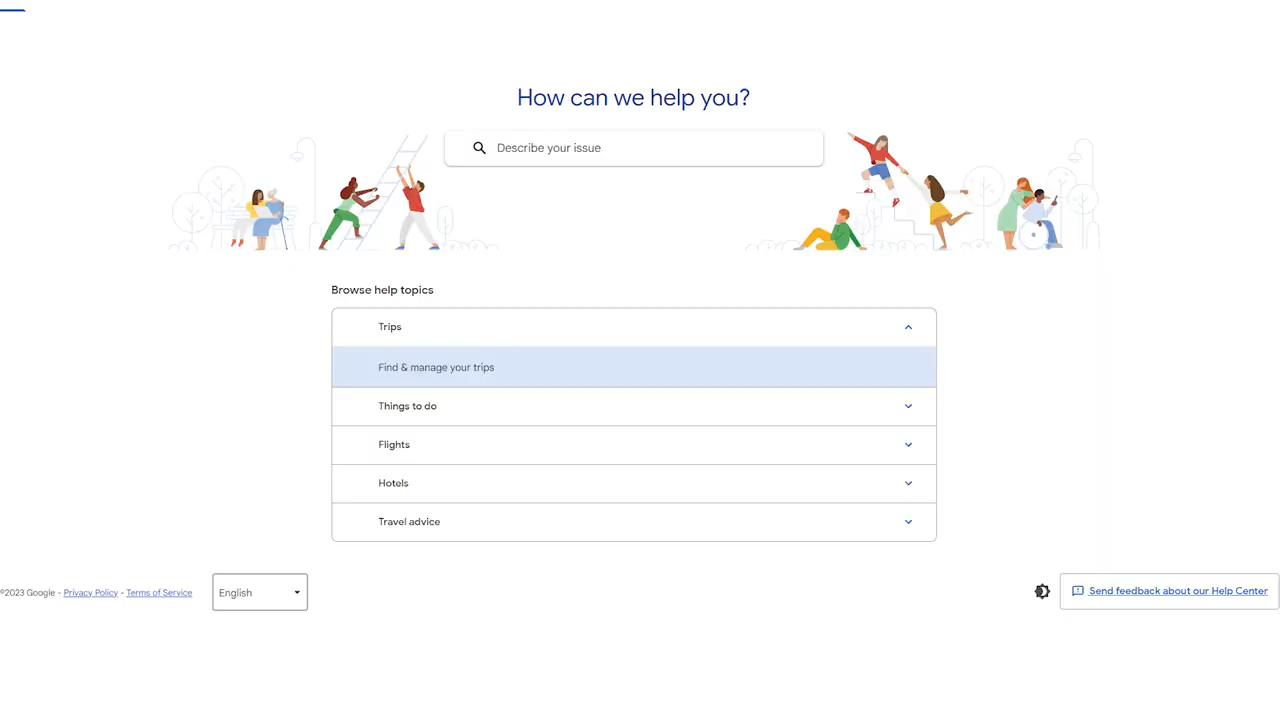 How can we help you?
Describe your issue
Browse help topics
Trips
Find & manage your trips
Things to do
Flights
Hotels
Travel advice
©2023 Google - Privacy Policy - Terms of Service
English
Send feedback about our Help Center